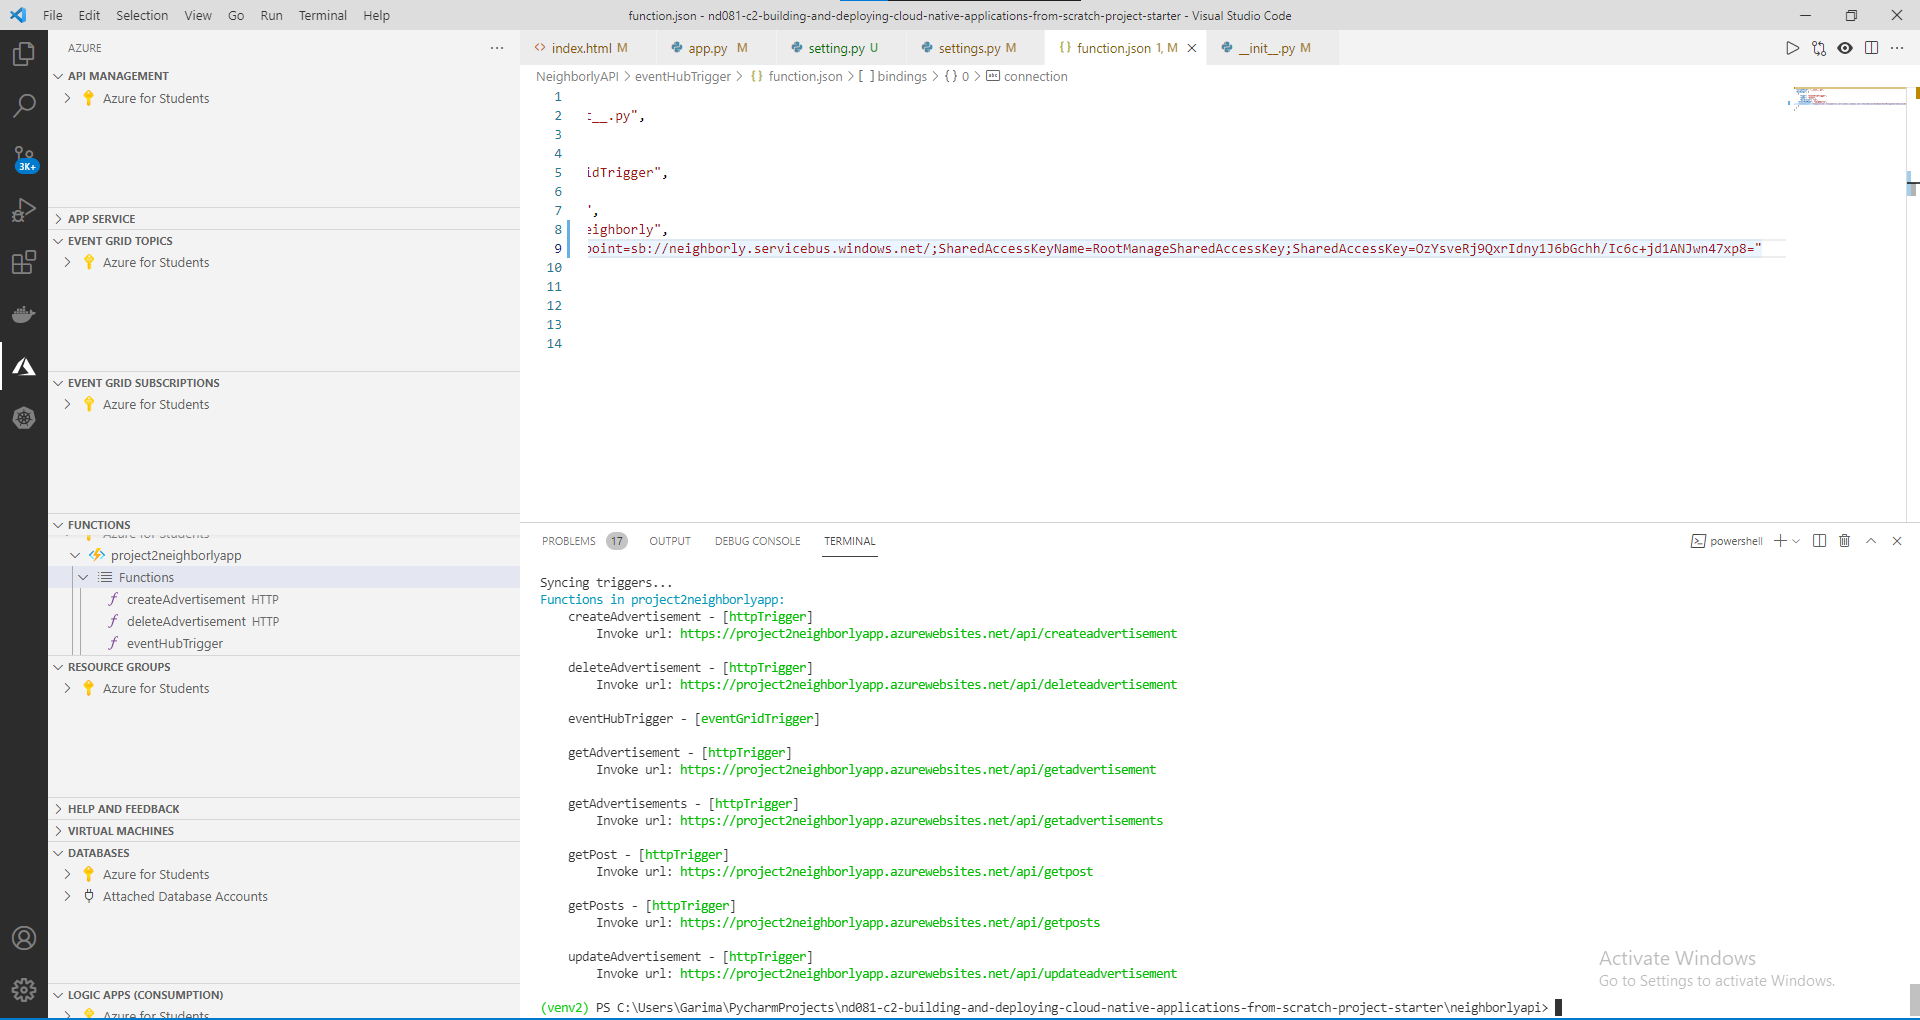 File Edit Selection View Go Run Terminal Help
function.json - nd081-c2-building-and-deploying-cloud-native-applications-from-scratch-project-starter - Visual Studio Code
AZURE
API MANAGEMENT
Azure for Students
APP SERVICE
EVENT GRID TOPICS
Azure for Students
EVENT GRID SUBSCRIPTIONS
Azure for Students
FUNCTIONS
Azure for Students
project2neighborlyapp
Functions
createAdvertisement HTTP
deleteAdvertisement HTTP
eventHubTrigger
RESOURCE GROUPS
Azure for Students
HELP AND FEEDBACK
VIRTUAL MACHINES
DATABASES
Azure for Students
Attached Database Accounts
LOGIC APPS (CONSUMPTION)
Azure for Students
3K+
index.html M app.py M setting.py U settings.py M function.json 1, M __init__.py M
NeighborlyAPI > eventHubTrigger > {} function.json > [ ] bindings > {} 0 > connection
1
2 t__.py",
3
4
5 idTrigger",
6
7 ",
8 eighborly",
9 point=sb://neighborly.servicebus.windows.net/;SharedAccessKeyName=RootManageSharedAccessKey;SharedAccessKey=OzYsveRj9QxrIdny1J6bGchh/Ic6c+jd1ANJwn47xp8="
10
11
12
13
14
PROBLEMS 17 OUTPUT DEBUG CONSOLE TERMINAL
powershell
Syncing triggers...
Functions in project2neighborlyapp:
createAdvertisement - [httpTrigger]
Invoke url: https://project2neighborlyapp.azurewebsites.net/api/createadvertisement
deleteAdvertisement - [httpTrigger]
Invoke url: https://project2neighborlyapp.azurewebsites.net/api/deleteadvertisement
eventHubTrigger - [eventGridTrigger]
getAdvertisement - [httpTrigger]
Invoke url: https://project2neighborlyapp.azurewebsites.net/api/getadvertisement
getAdvertisements - [httpTrigger]
Invoke url: https://project2neighborlyapp.azurewebsites.net/api/getadvertisements
getPost - [httpTrigger]
Invoke url: https://project2neighborlyapp.azurewebsites.net/api/getpost
getPosts - [httpTrigger]
Invoke url: https://project2neighborlyapp.azurewebsites.net/api/getposts
updateAdvertisement - [httpTrigger]
Invoke url: https://project2neighborlyapp.azurewebsites.net/api/updateadvertisement
(venv2) PS C:\Users\Garima\PycharmProjects\nd081-c2-building-and-deploying-cloud-native-applications-from-scratch-project-starter\neighborlyapi>
Activate Windows
Go to Settings to activate Windows.